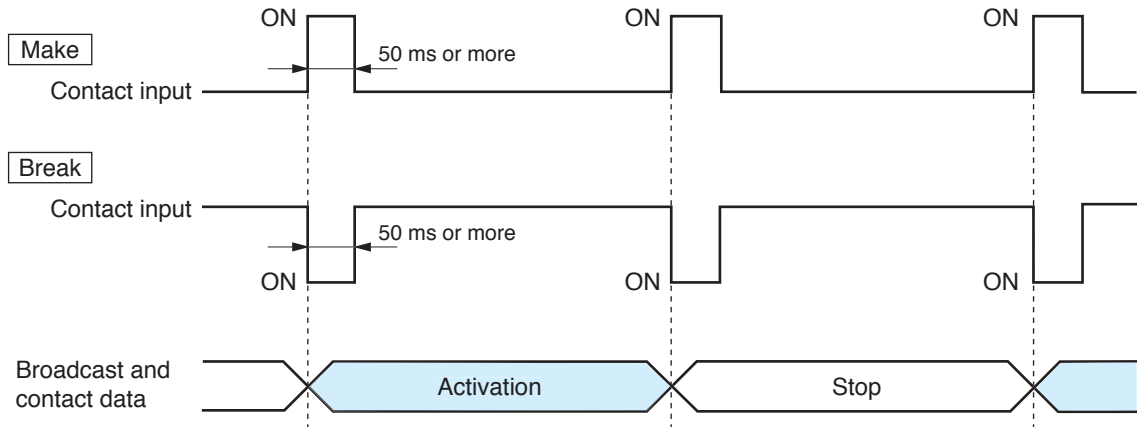 ON ON ON
Make
50 ms or more
Contact input
Break
Contact input
50 ms or more
ON ON ON
Broadcast and
contact data
Activation Stop